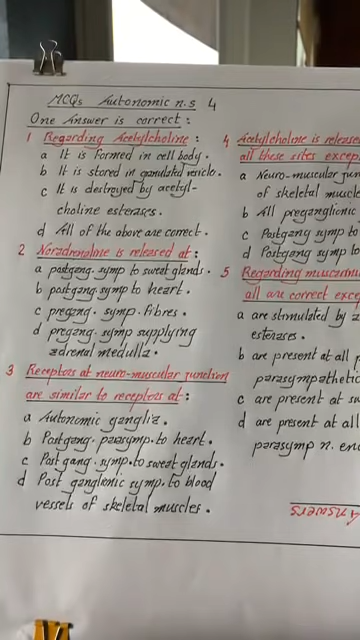 MCQs Autonomic n.s 4
One Answer is correct:
1 Regarding Acetylcholine:
a It is formed in cell body.
b It is stored in granulated vesicle.
c It is destroyed by acetyl-
choline esterases.
d All of the above are correct.
2 Noradrenaline is released at:
a postgang. symp to sweat glands.
b postgang symp to heart.
c pregang. symp. fibres.
d pregang. symp supplying
adrenal medulla.
3 Receptors at neuro-muscular junction
are similar to receptors at:
a Autonomic ganglia.
b Postgang. parasymp. to heart.
c Post gang. symp. to sweat glands.
d Post ganglionic symp. to blood
vessels of skeletal muscles.
4 Acetylcholine is release
all these sites except
a Neuro-muscular jun
of skeletal muscle
b All preganglionic
c Postgang symp to
d Postgang. symp to
5 Regarding muscarin
all are correct exce
a are stimulated by
esterases.
b are present at all p
parasympathetic
c are present at sw
d are present at all
parasymp n. en
Answers